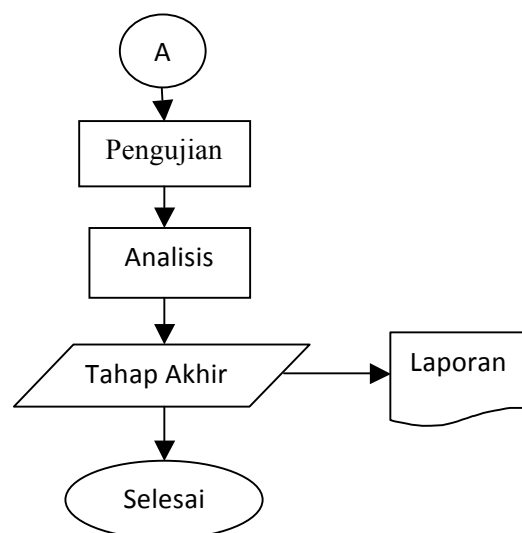 A
Pengujian
Analisis
Tahap Akhir
Laporan
Selesai